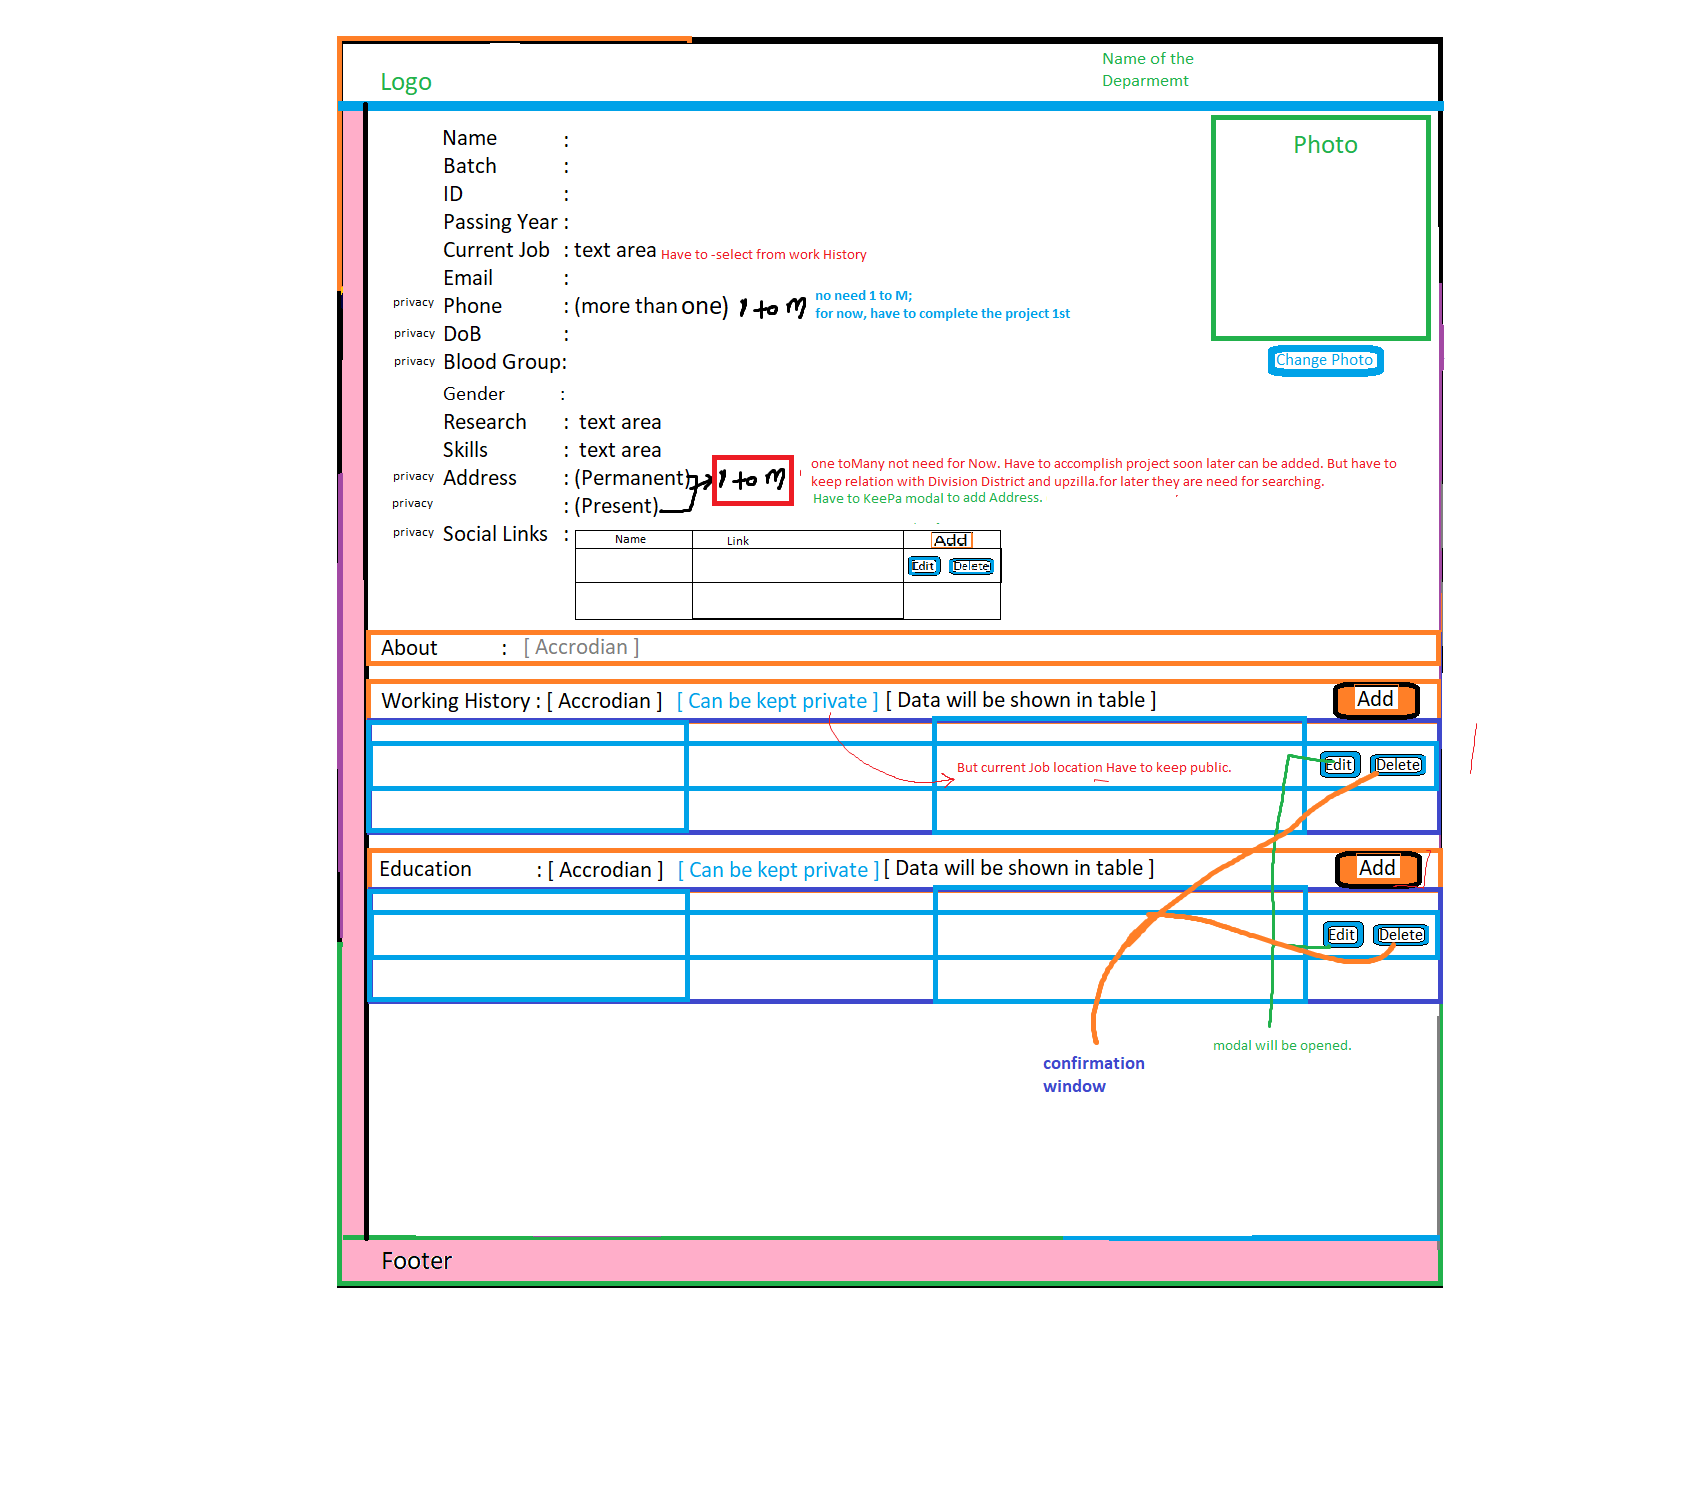 Logo
Name of the
Deparmemt
Name :
Batch :
ID :
Passing Year :
Current Job : text area Have to -select from work History
Email :
privacy Phone : (more than one) 1 to M no need 1 to M;
for now, have to complete the project 1st
privacy DoB :
privacy Blood Group:
Gender :
Research : text area
Skills : text area
privacy Address : (Permanent) 1 to M
privacy : (Present)
one toMany not need for Now. Have to accomplish project soon later can be added. But have to
keep relation with Division District and upzilla.for later they are need for searching.
Have to KeePa modal to add Address.
privacy Social Links :
Name Link Add
Edit Delete
Photo
Change Photo
About : [ Accrodian ]
Working History : [ Accrodian ] [ Can be kept private ] [ Data will be shown in table ] Add
But current Job location Have to keep public.
Edit Delete
Education : [ Accrodian ] [ Can be kept private ] [ Data will be shown in table ] Add
Edit Delete
modal will be opened.
confirmation
window
Footer